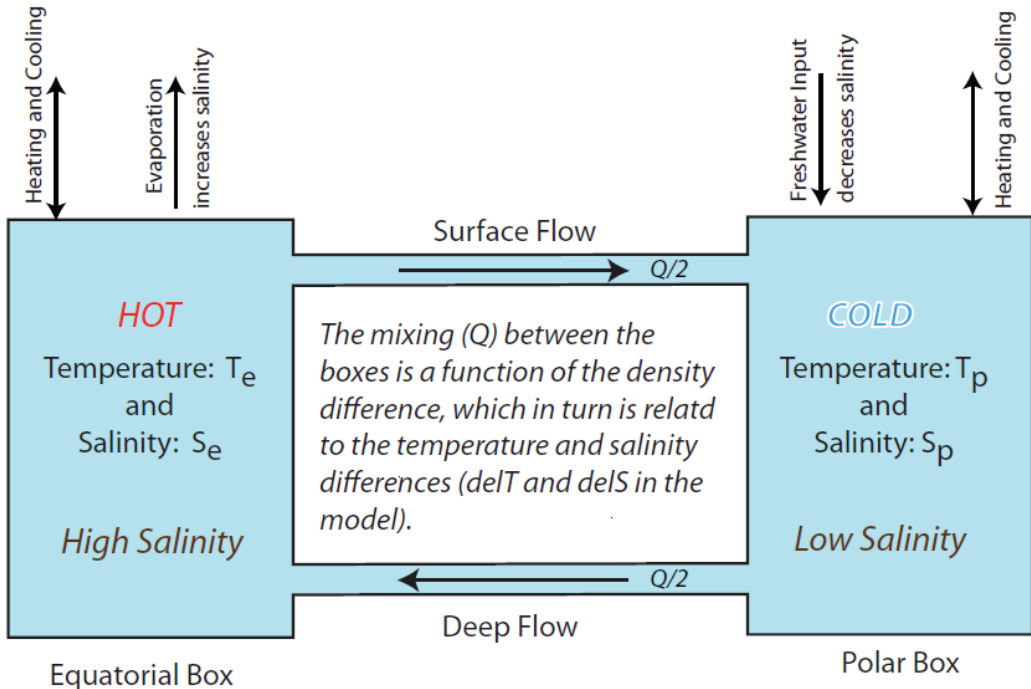 Heating and Cooling
Evaporation
increases salinity
Freshwater Input
decreases salinity
Heating and Cooling
Surface Flow
Q/2
HOT
Temperature: Te
and
Salinity: Se
High Salinity
The mixing (Q) between the
boxes is a function of the density
difference, which in turn is relatd
to the temperature and salinity
differences (delT and delS in the
model).
COLD
Temperature: Tp
and
Salinity: Sp
Low Salinity
Q/2
Deep Flow
Equatorial Box
Polar Box